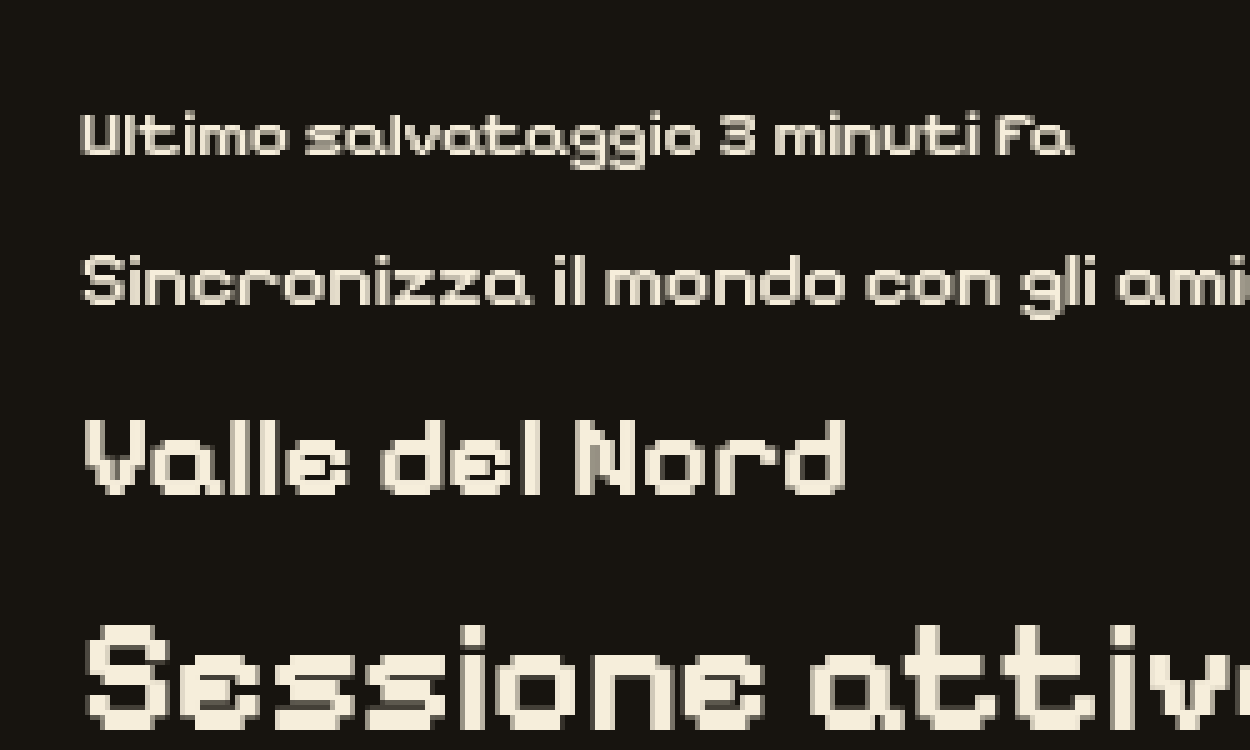 Ultimo salvataggio 3 minuti fa
Sincronizza il mondo con gli
Valle del Nord
Sessione